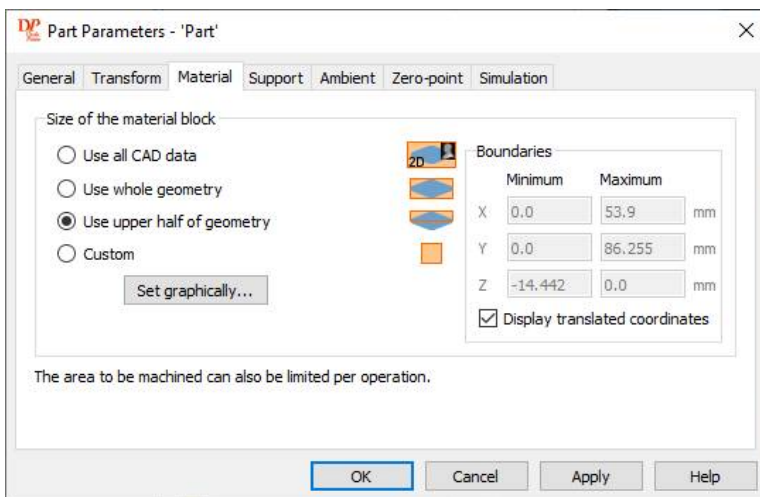 DP
Part Parameters - 'Part'
General Transform Material Support Ambient Zero-point Simulation
Size of the material block
Use all CAD data
2D
Use whole geometry
Use upper half of geometry
Custom
Set graphically...
Boundaries
Minimum Maximum
X 0.0 53.9 mm
Y 0.0 86.255 mm
Z -14.442 0.0 mm
Display translated coordinates
The area to be machined can also be limited per operation.
OK Cancel Apply Help